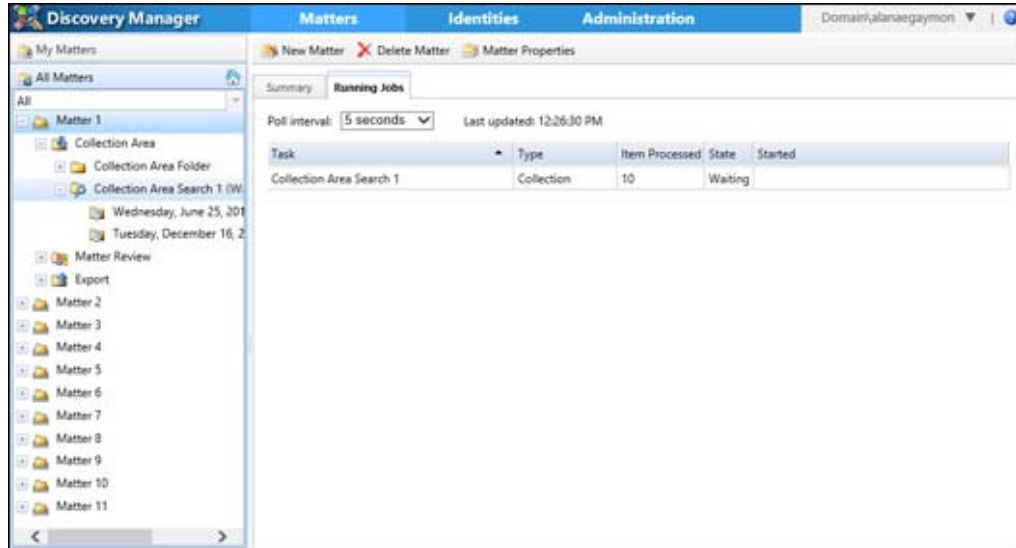 Discovery Manager
Matters Identities Administration
Domain\alanaegaymon
My Matters
New Matter Delete Matter Matter Properties
All Matters
All
Summary Running Jobs
Poll interval: 5 seconds Last updated: 12:26:30 PM
Task Type Item Processed State Started
Collection Area Search 1 Collection 10 Waiting
Matter 1
Collection Area
Collection Area Folder
Collection Area Search 1 (W
Wednesday, June 25, 201
Tuesday, December 16, 2
Matter Review
Export
Matter 2
Matter 3
Matter 4
Matter 5
Matter 6
Matter 7
Matter 8
Matter 9
Matter 10
Matter 11